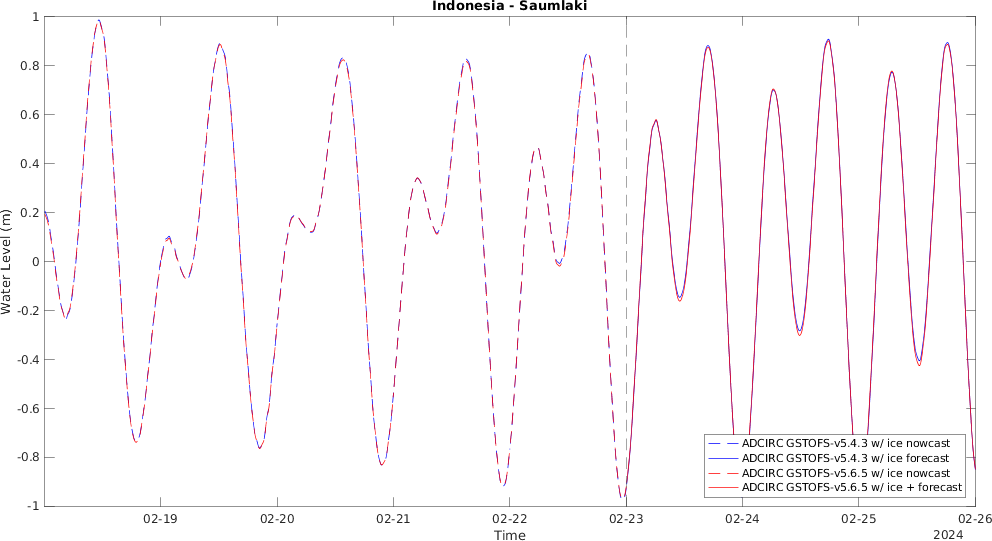 Indonesia - Saumlaki
1
0.8
0.6
0.4
0.2
0
-0.2
-0.4
-0.6
-0.8
-1
Water Level (m)
ADCIRC GSTOFS-v5.4.3 w/ ice nowcast
ADCIRC GSTOFS-v5.4.3 w/ ice forecast
ADCIRC GSTOFS-v5.6.5 w/ ice nowcast
ADCIRC GSTOFS-v5.6.5 w/ ice + forecast
02-19 02-20 02-21 02-22 02-23 02-24 02-25 02-26
Time
2024